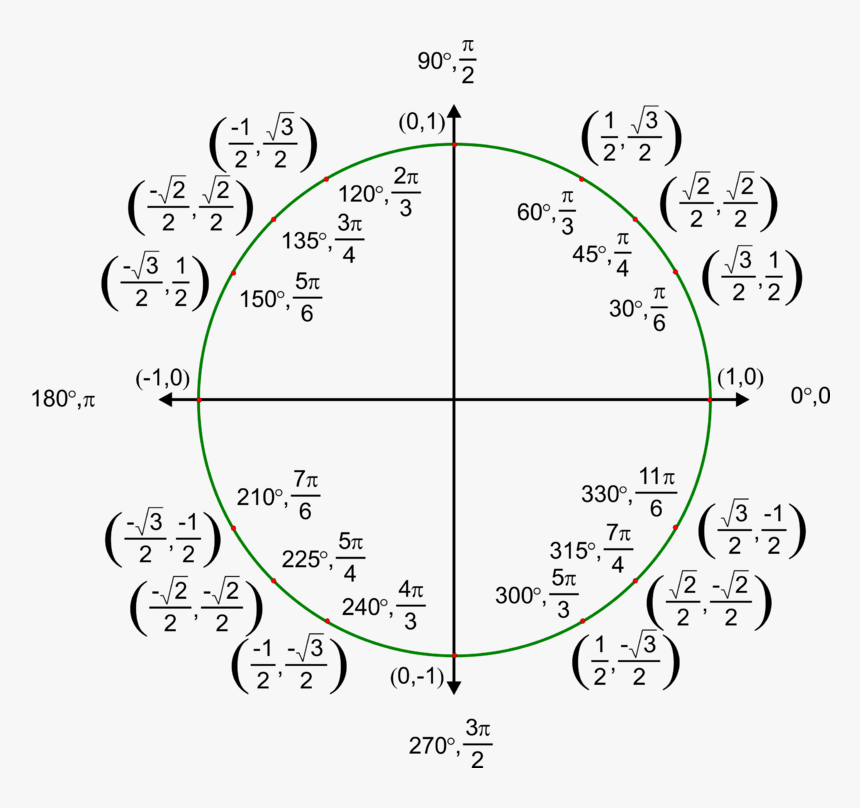 90°, π/2
(0,1)
(-1/2, √3/2)
(1/2, √3/2)
120°, 2π/3
60°, π/3
(-√2/2, √2/2)
(√2/2, √2/2)
135°, 3π/4
45°, π/4
(-√3/2, 1/2)
(√3/2, 1/2)
150°, 5π/6
30°, π/6
180°,π
(-1,0)
(1,0)
0°,0
210°, 7π/6
330°, 11π/6
(-√3/2, -1/2)
(√3/2, -1/2)
225°, 5π/4
315°, 7π/4
(-√2/2, -√2/2)
(√2/2, -√2/2)
240°, 4π/3
300°, 5π/3
(-1/2, -√3/2)
(1/2, -√3/2)
(0,-1)
270°, 3π/2